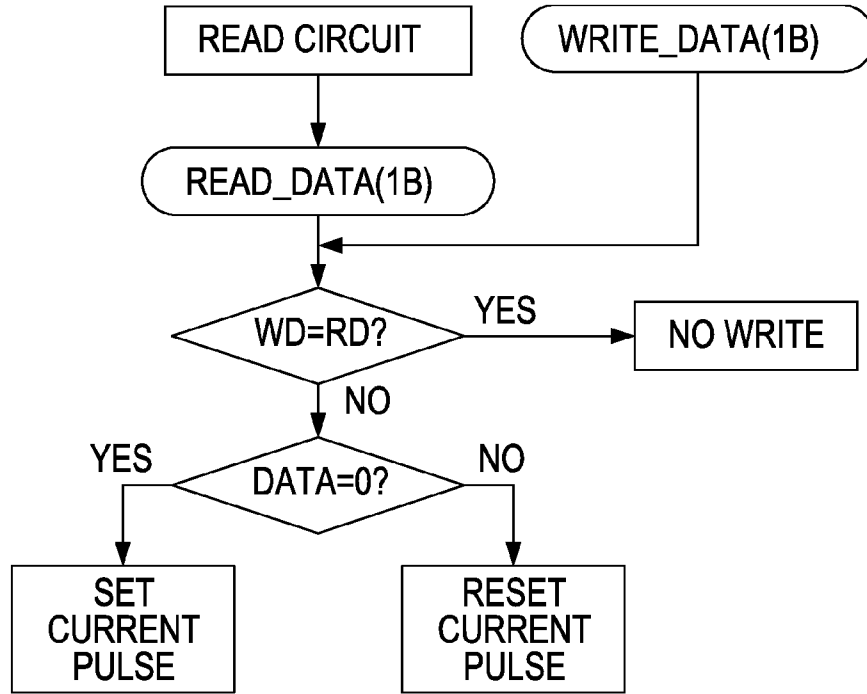 READ CIRCUIT
WRITE_DATA(1B)
READ_DATA(1B)
WD=RD?
YES
NO WRITE
NO
YES
DATA=0?
NO
SET
CURRENT
PULSE
RESET
CURRENT
PULSE